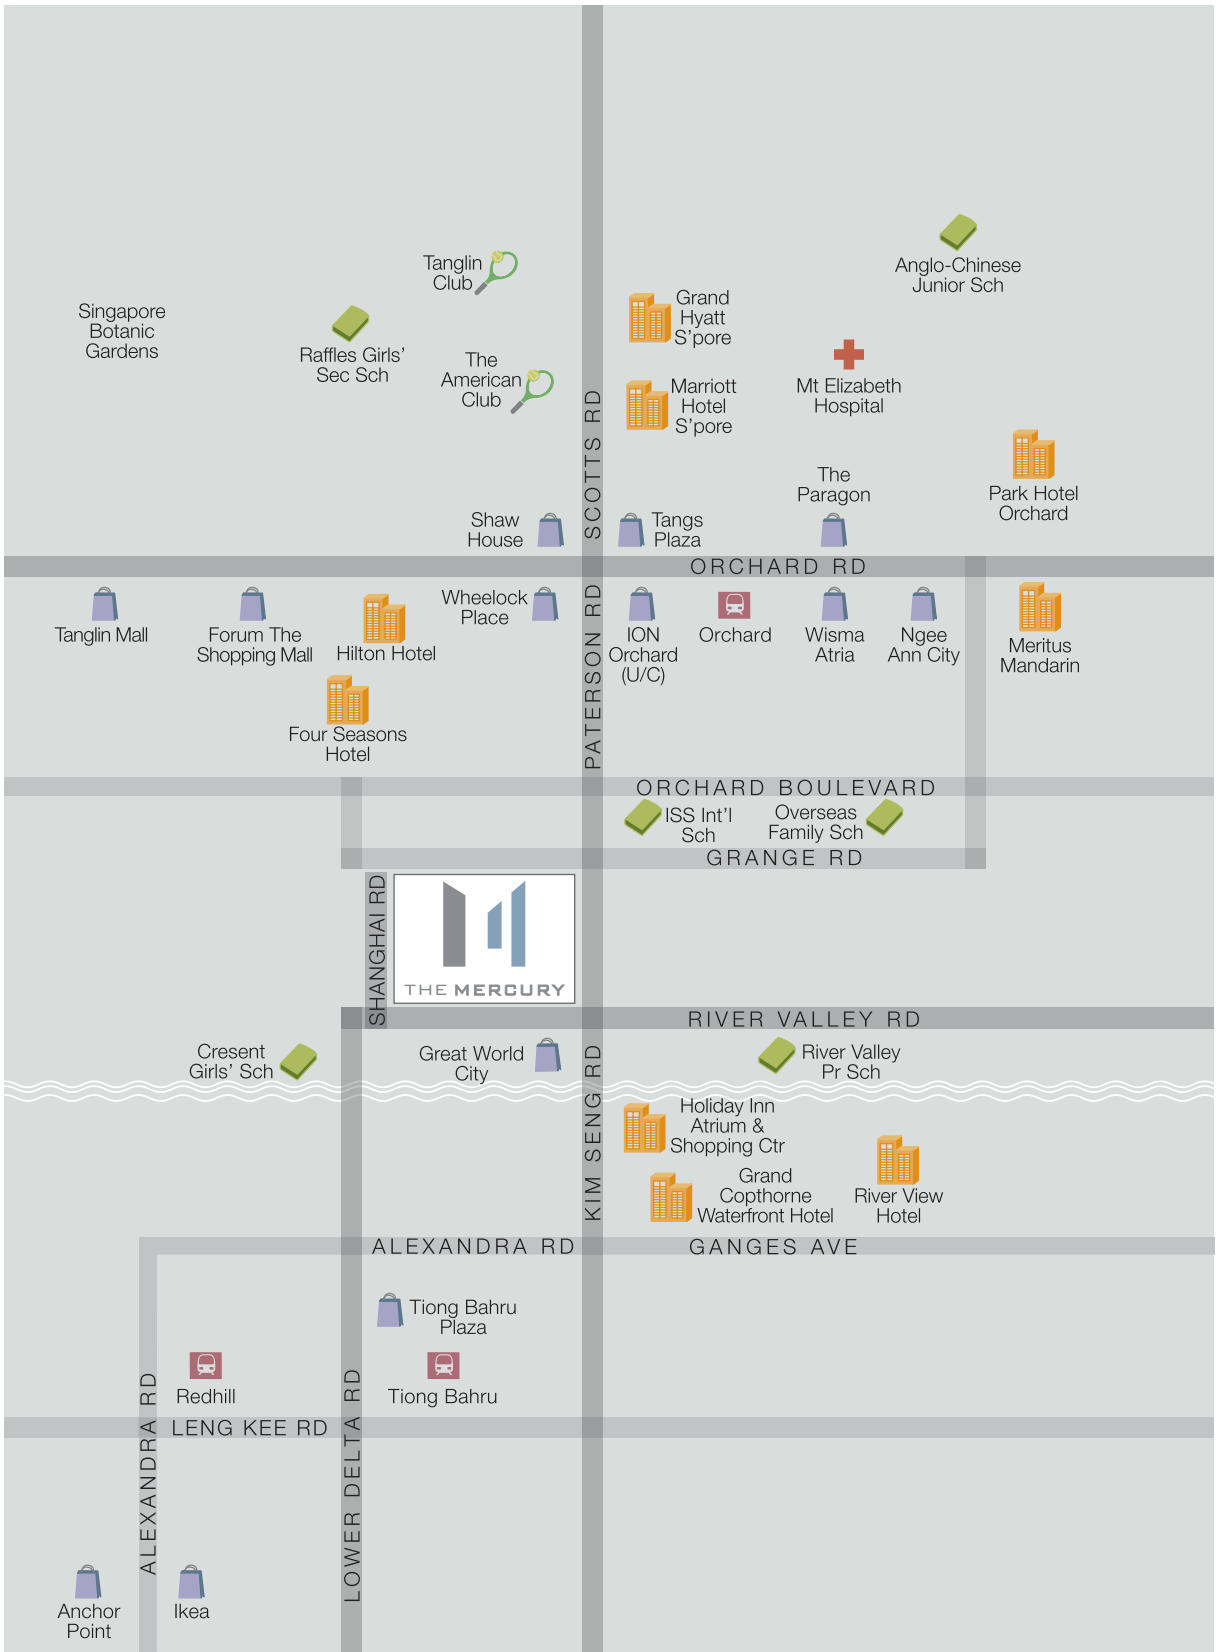 Anglo-Chinese
Junior Sch
Tanglin
Club
Singapore
Botanic
Gardens
Raffles Girls'
Sec Sch
Grand
Hyatt
S'pore
The
American
Club
Marriott
Hotel
S'pore
Mt Elizabeth
Hospital
SCOTTS RD
The
Paragon
Park Hotel
Orchard
Shaw
House
Tangs
Plaza
ORCHARD RD
Tanglin Mall
Forum The
Shopping Mall
Hilton Hotel
Wheelock
Place
PATERSON RD
ION
Orchard
(U/C)
Orchard
Wisma
Atria
Ngee
Ann City
Meritus
Mandarin
Four Seasons
Hotel
ORCHARD BOULEVARD
ISS Int'l
Sch
Overseas
Family Sch
GRANGE RD
SHANGHAI RD
THE MERCURY
RIVER VALLEY RD
Cresent
Girls' Sch
Great World
City
KIM SENG RD
River Valley
Pr Sch
Holiday Inn
Atrium &
Shopping Ctr
Grand
Copthorne
Waterfront Hotel
River View
Hotel
ALEXANDRA RD
GANGES AVE
Tiong Bahru
Plaza
Redhill
Tiong Bahru
ALEXANDRA RD
LENG KEE RD
LOWER DELTA RD
Anchor
Point
Ikea